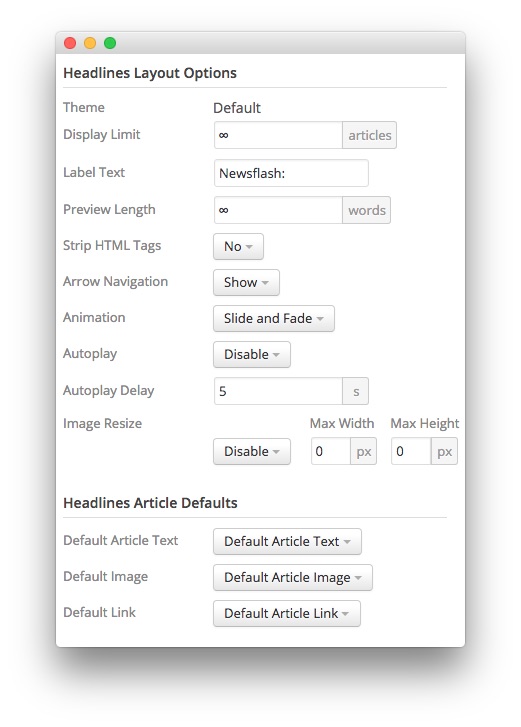 Headlines Layout Options
Theme Default
Display Limit ∞ articles
Label Text Newsflash:
Preview Length ∞ words
Strip HTML Tags No
Arrow Navigation Show
Animation Slide and Fade
Autoplay Disable
Autoplay Delay 5 s
Image Resize Max Width Max Height
Disable 0 px 0 px
Headlines Article Defaults
Default Article Text Default Article Text
Default Image Default Article Image
Default Link Default Article Link